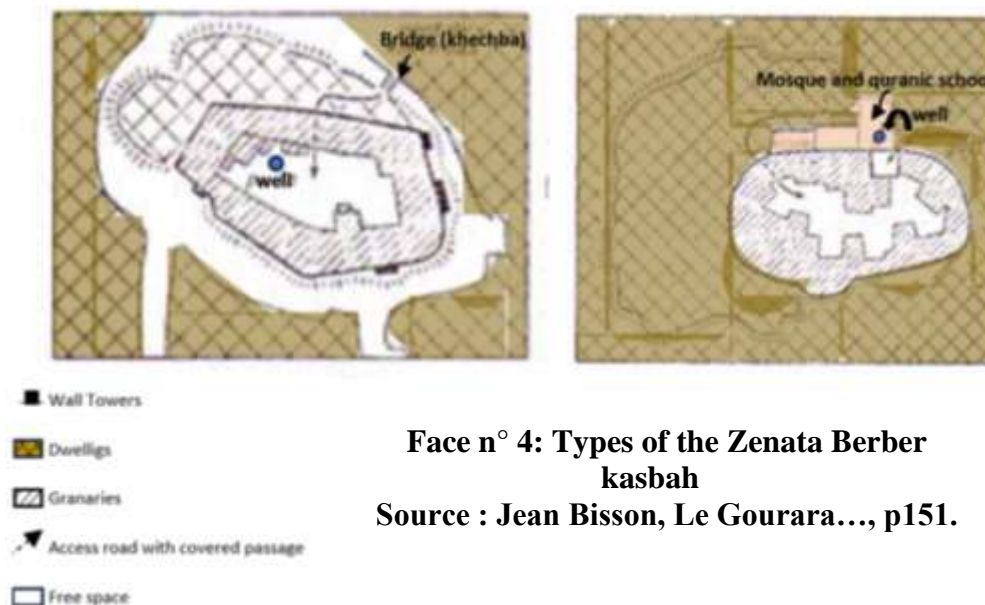 Bridge (khechba)
well
Mosque and quranic schoo
well
Wall Towers
Dwelligs
Granaries
Access road with covered passage
Free space
Face n° 4: Types of the Zenata Berber
kasbah
Source : Jean Bisson, Le Gourara…, p151.